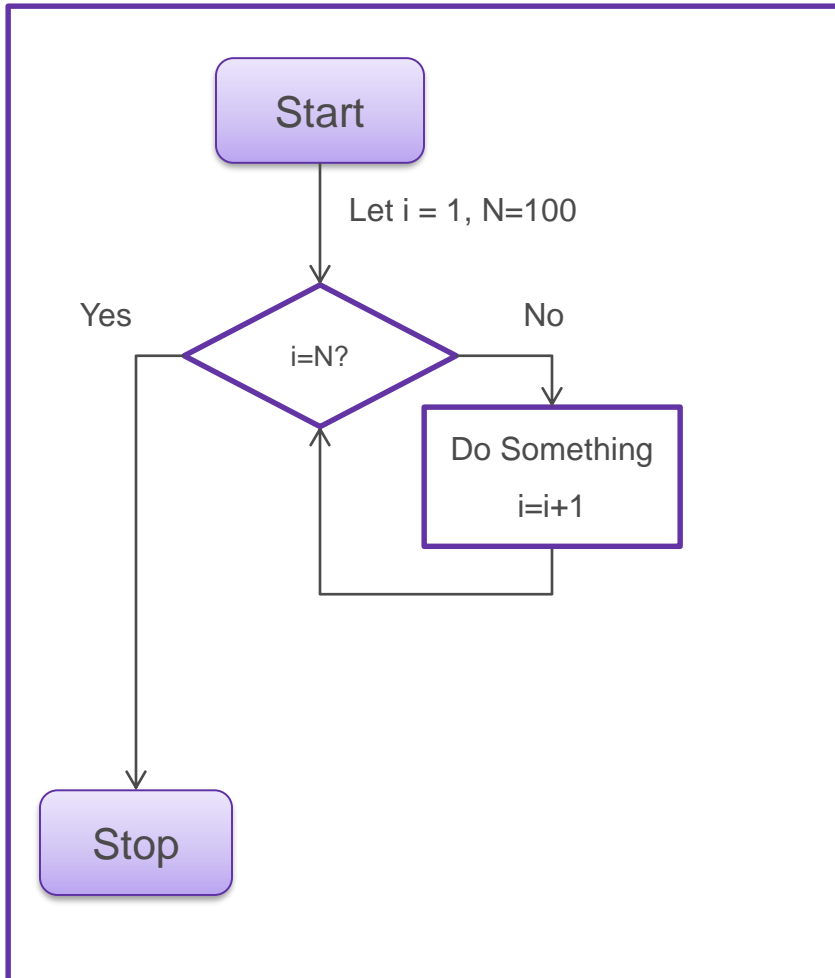 Start
Let i = 1, N=100
Yes
No
i=N?
Do Something
i=i+1
Stop